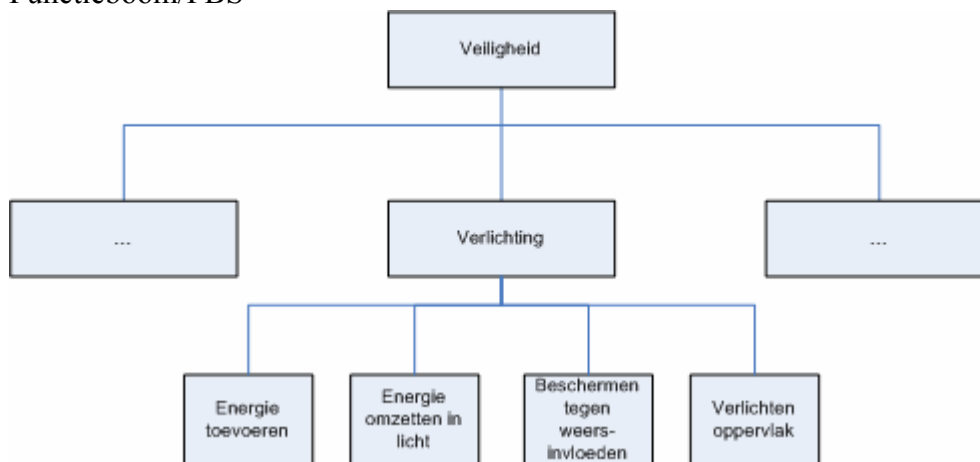 Functieboom/FBS
Veiligheid
...
Verlichting
...
Energie
toevoeren
Energie
omzetten in
licht
Beschermen
tegen
weers-
invloeden
Verlichten
oppervlak